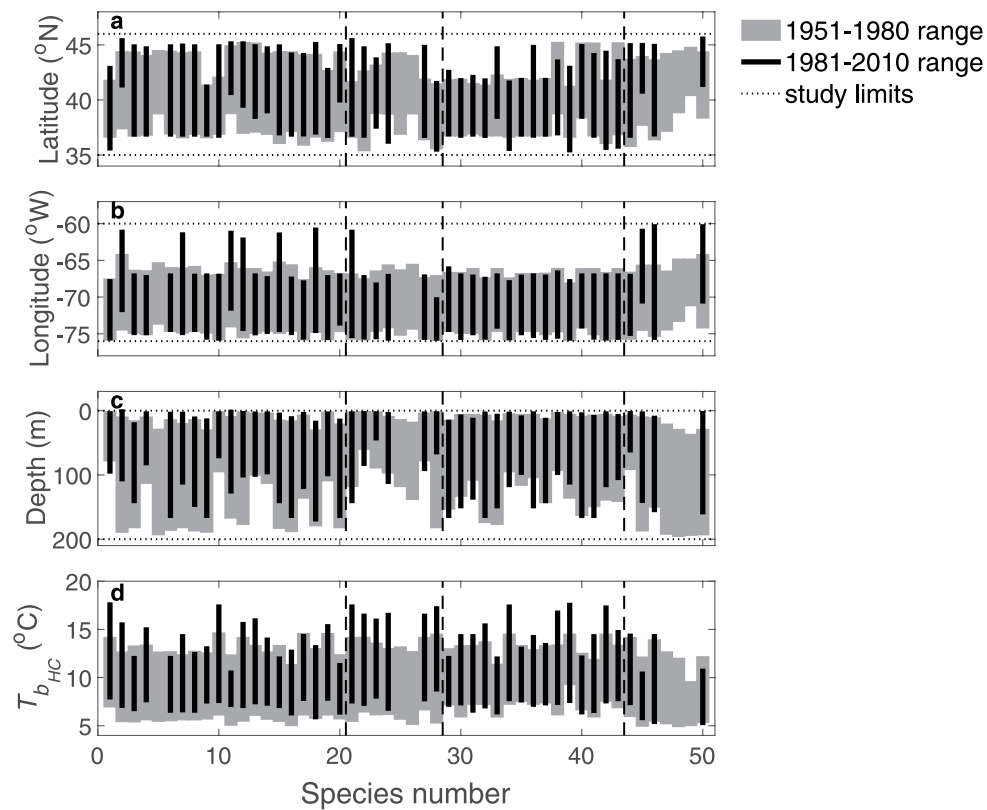 a
45
40
35
Latitude (°N)
1951-1980 range
1981-2010 range
study limits
b
-60
-65
-70
-75
Longitude (°W)
c
0
100
200
Depth (m)
d
20
15
10
5
T_bHC (°C)
0 10 20 30 40 50
Species number